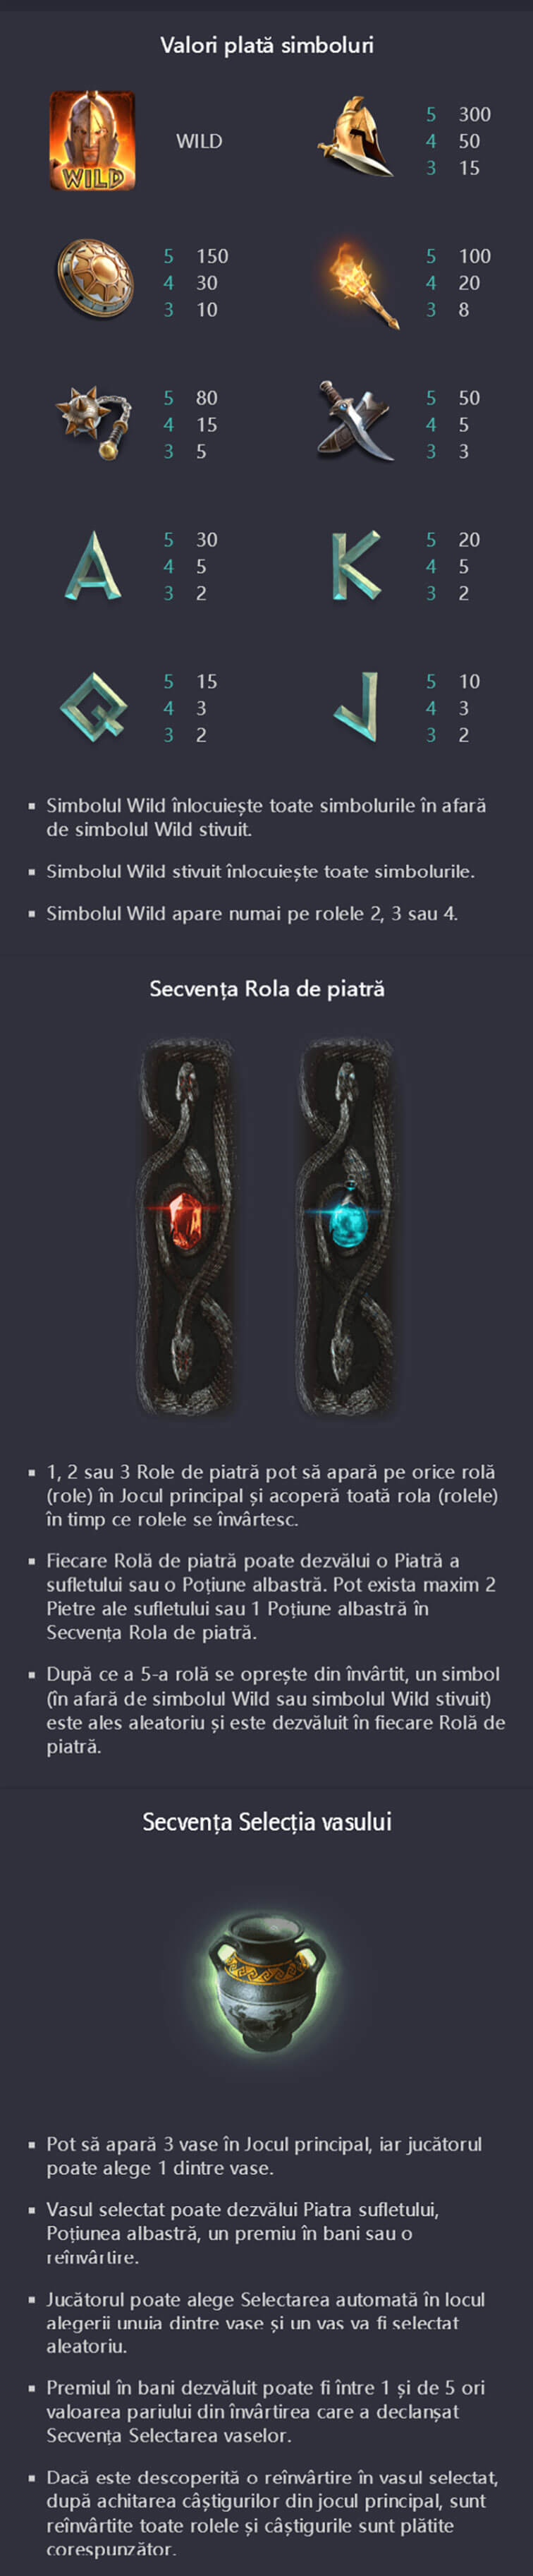 Valori plată simboluri
WILD
WILD
5 300
4 50
3 15
5 150
4 30
3 10
5 100
4 20
3 8
5 80
4 15
3 5
5 50
4 5
3 3
A
5 30
4 5
3 2
K
5 20
4 5
3 2
Q
5 15
4 3
3 2
J
5 10
4 3
3 2
▪ Simbolul Wild înlocuiește toate simbolurile în afară
de simbolul Wild stivuit.
▪ Simbolul Wild stivuit înlocuiește toate simbolurile.
▪ Simbolul Wild apare numai pe rolele 2, 3 sau 4.
Secvența Rola de piatră
▪ 1, 2 sau 3 Role de piatră pot să apară pe orice rolă
(role) în Jocul principal și acoperă toată rola (rolele)
în timp ce rolele se învârtesc.
▪ Fiecare Rolă de piatră poate dezvălui o Piatră a
sufletului sau o Poțiune albastră. Pot exista maxim 2
Pietre ale sufletului sau 1 Poțiune albastră în
Secvența Rola de piatră.
▪ După ce a 5-a rolă se oprește din învârtit, un simbol
(în afară de simbolul Wild sau simbolul Wild stivuit)
este ales aleatoriu și este dezvăluit în fiecare Rolă de
piatră.
Secvența Selecția vasului
▪ Pot să apară 3 vase în Jocul principal, iar jucătorul
poate alege 1 dintre vase.
▪ Vasul selectat poate dezvălui Piatra sufletului,
Poțiunea albastră, un premiu în bani sau o
reînvârtire.
▪ Jucătorul poate alege Selectarea automată în locul
alegerii unuia dintre vase și un vas va fi selectat
aleatoriu.
▪ Premiul în bani dezvăluit poate fi între 1 și de 5 ori
valoarea pariului din învârtirea care a declanșat
Secvența Selectarea vaselor.
▪ Dacă este descoperită o reînvârtire în vasul selectat,
după achitarea câștigurilor din jocul principal, sunt
reînvârtite toate rolele și câștigurile sunt plătite
corespunzător.